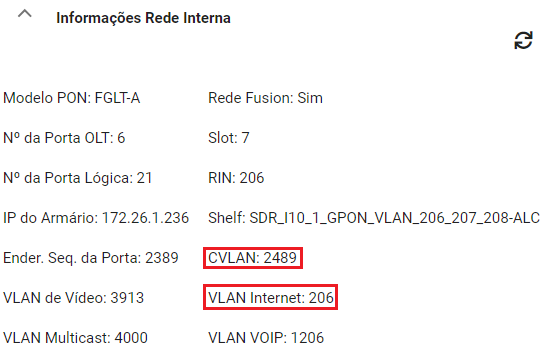 Informações Rede Interna
Modelo PON: FGLT-A Rede Fusion: Sim
Nº da Porta OLT: 6 Slot: 7
Nº da Porta Lógica: 21 RIN: 206
IP do Armário: 172.26.1.236 Shelf: SDR_I10_1_GPON_VLAN_206_207_208-ALC
Ender. Seq. da Porta: 2389 CVLAN: 2489
VLAN de Vídeo: 3913 VLAN Internet: 206
VLAN Multicast: 4000 VLAN VOIP: 1206